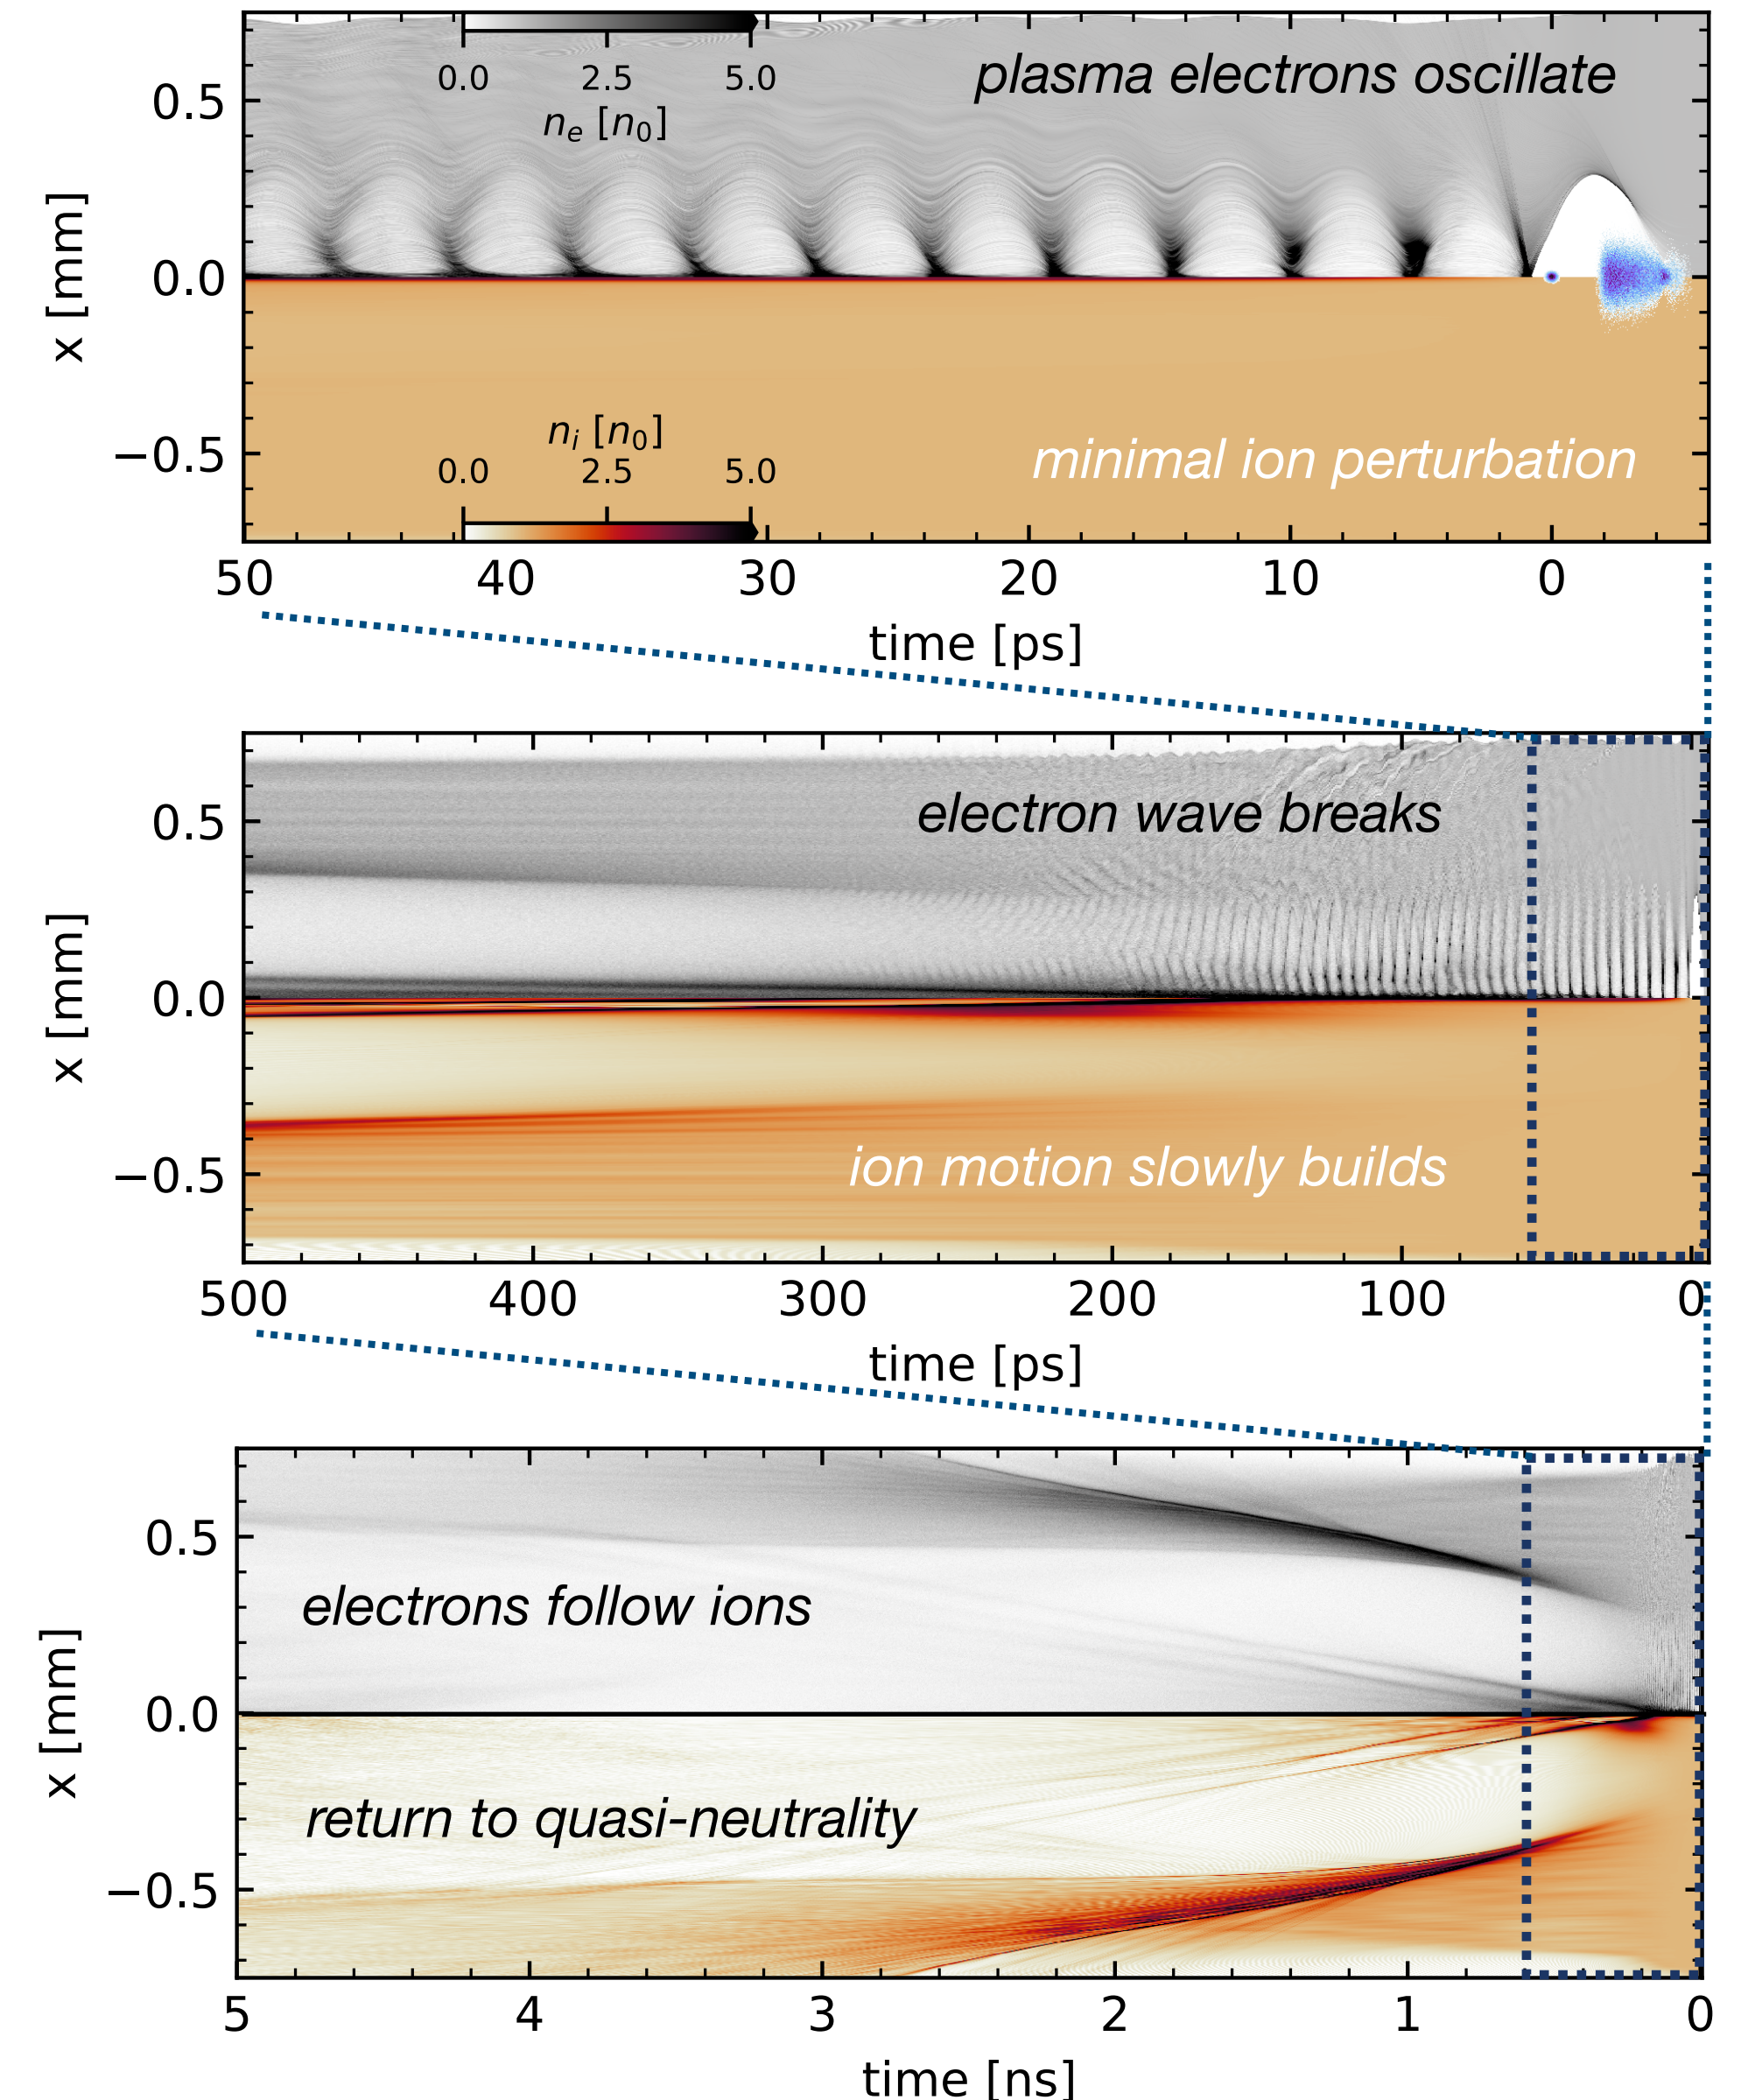 0.0 2.5 5.0
nₑ [n₀]
plasma electrons oscillate
0.5
0.0
−0.5
x [mm]
nᵢ [n₀]
0.0 2.5 5.0
minimal ion perturbation
50 40 30 20 10 0
time [ps]
electron wave breaks
0.5
0.0
−0.5
x [mm]
ion motion slowly builds
500 400 300 200 100 0
time [ps]
0.5
electrons follow ions
0.0
x [mm]
return to quasi-neutrality
−0.5
5 4 3 2 1 0
time [ns]